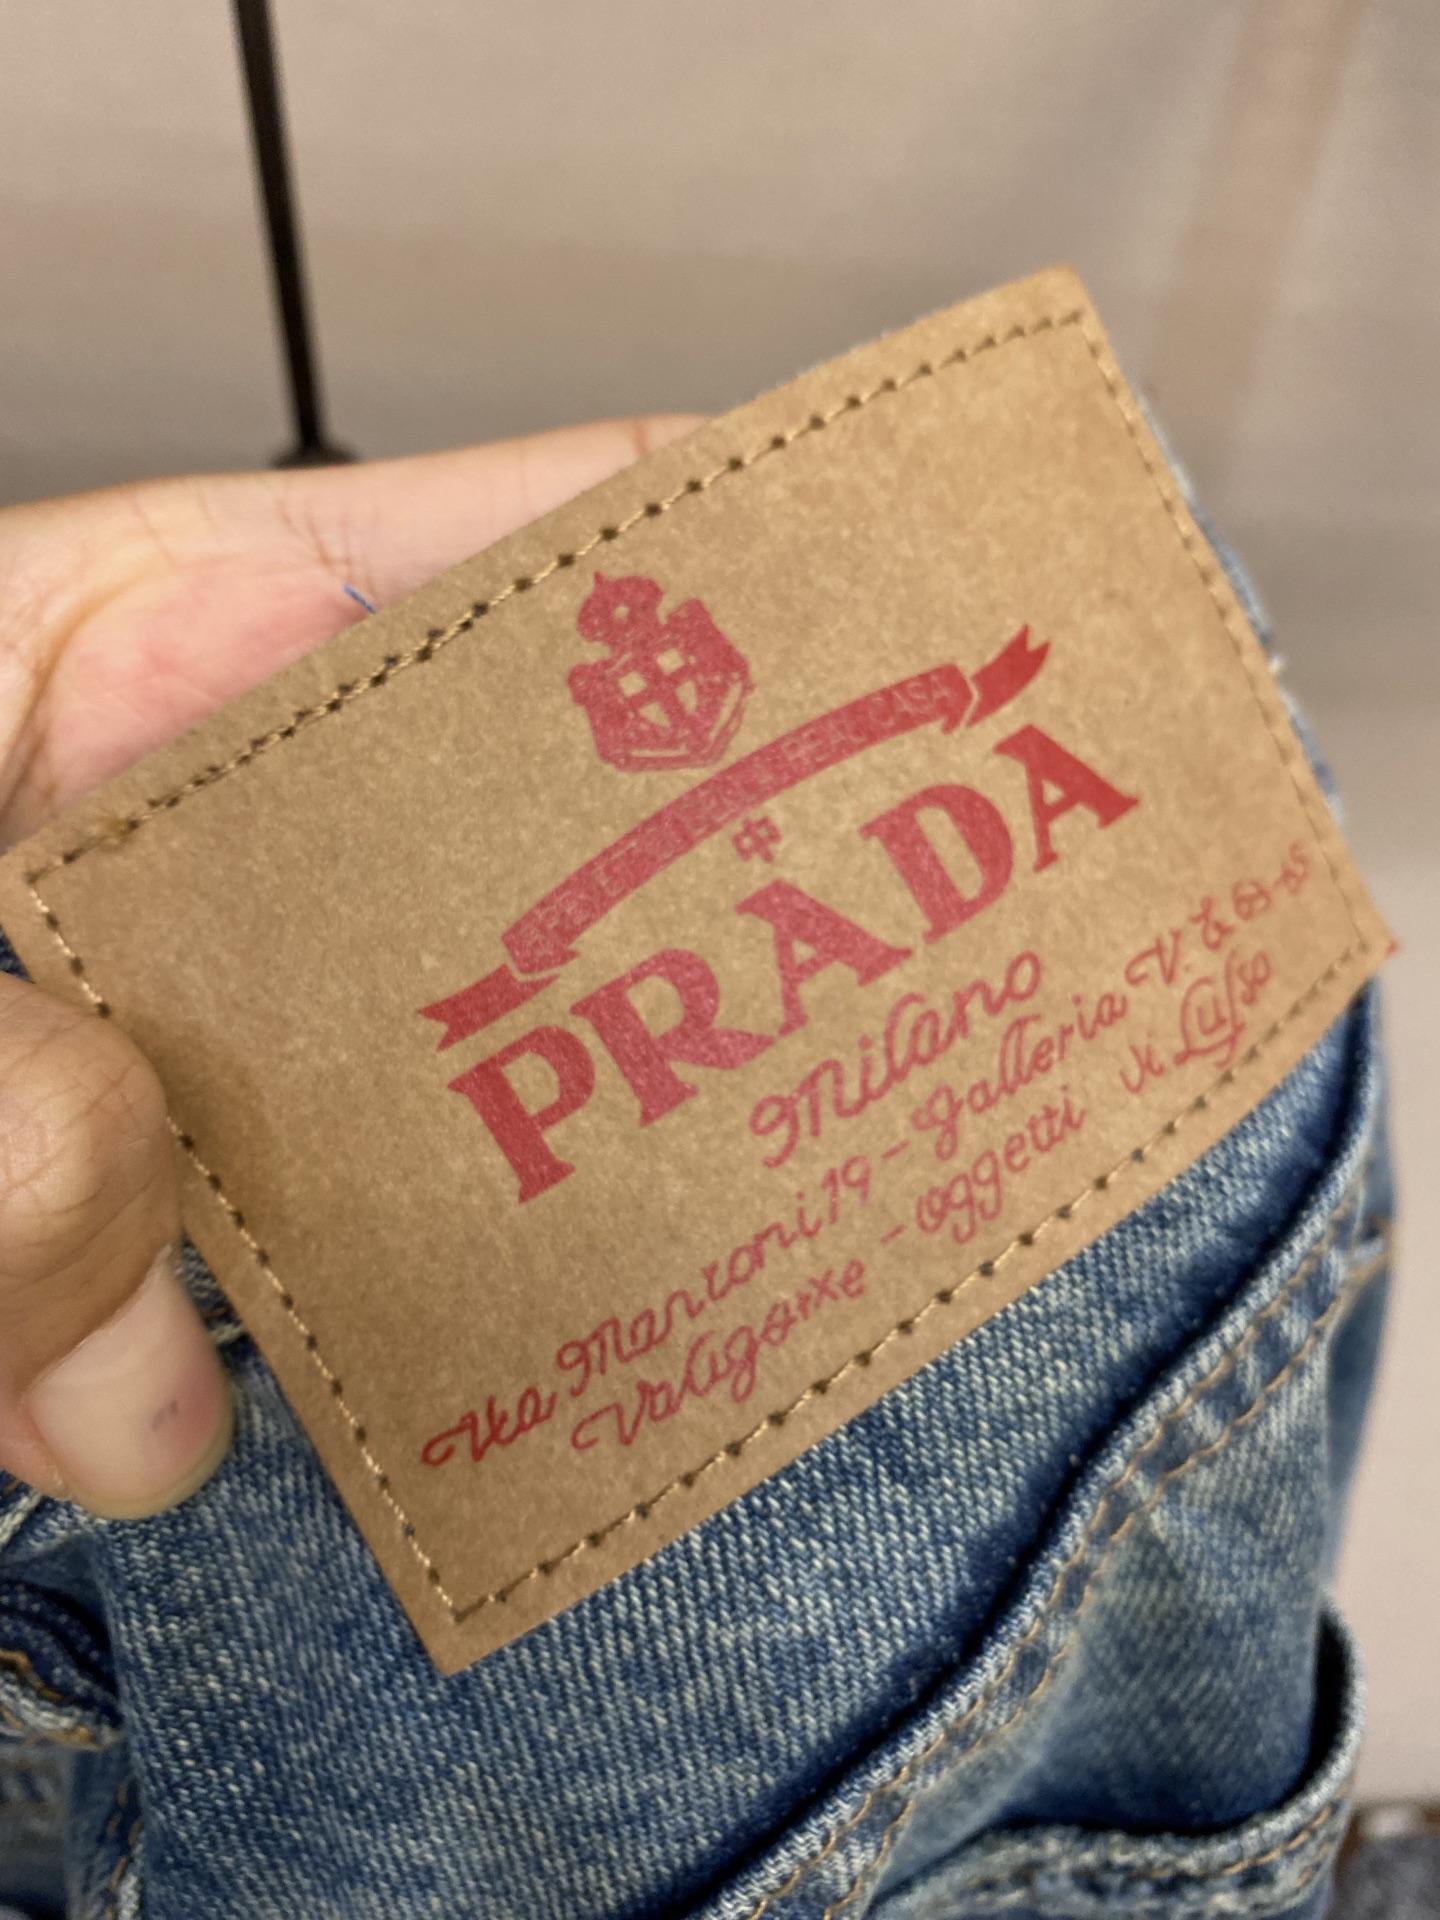 PRADA
Milano
Via Manzoni 19 - Galleria V. E. 63-65
Valigerie - Oggetti di Lusso